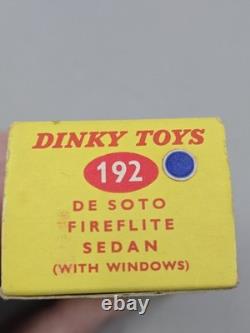 DINKY TOYS
192
DE SOTO
FIREFLITE
SEDAN
(WITH WINDOWS)